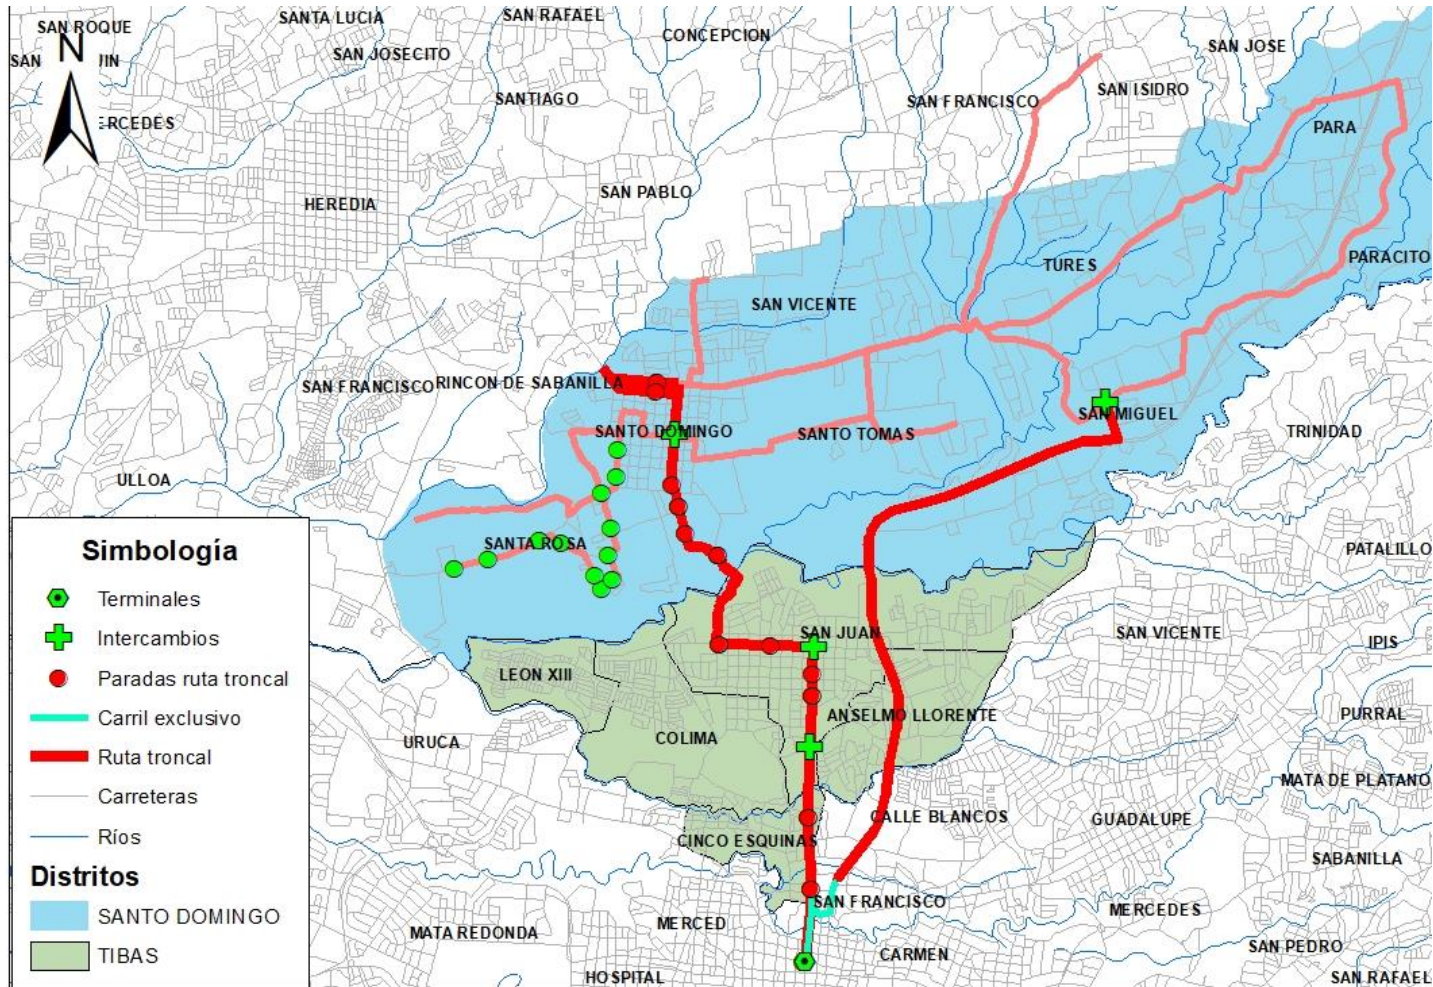 SAN ROQUE
SANTA LUCIA
SAN RAFAEL
CONCEPCION
SAN JOSE
N
SAN JOSECITO
SAN
UIN
SAN ISIDRO
SANTIAGO
SAN FRANCISCO
ERCEDES
PARA
SAN PABLO
HEREDIA
PARACITO
TURES
SAN VICENTE
SAN FRANCISCO
RINCON DE SABANILLA
SAN MIGUEL
SANTO DOMINGO
SANTO TOMAS
TRINIDAD
ULLOA
SANTA ROSA
PATALILLO
SAN JUAN
SAN VICENTE
IPIS
LEON XIII
ANSELMO LLORENTE
PURRAL
COLIMA
URUCA
MATA DE PLATANO
CALLE BLANCOS
GUADALUPE
CINCO ESQUINAS
SABANILLA
SAN FRANCISCO
MERCEDES
MERCED
MATA REDONDA
CARMEN
SAN PEDRO
HOSPITAL
SAN RAFAEL
Simbología
Terminales
Intercambios
Paradas ruta troncal
Carril exclusivo
Ruta troncal
Carreteras
Ríos
Distritos
SANTO DOMINGO
TIBAS